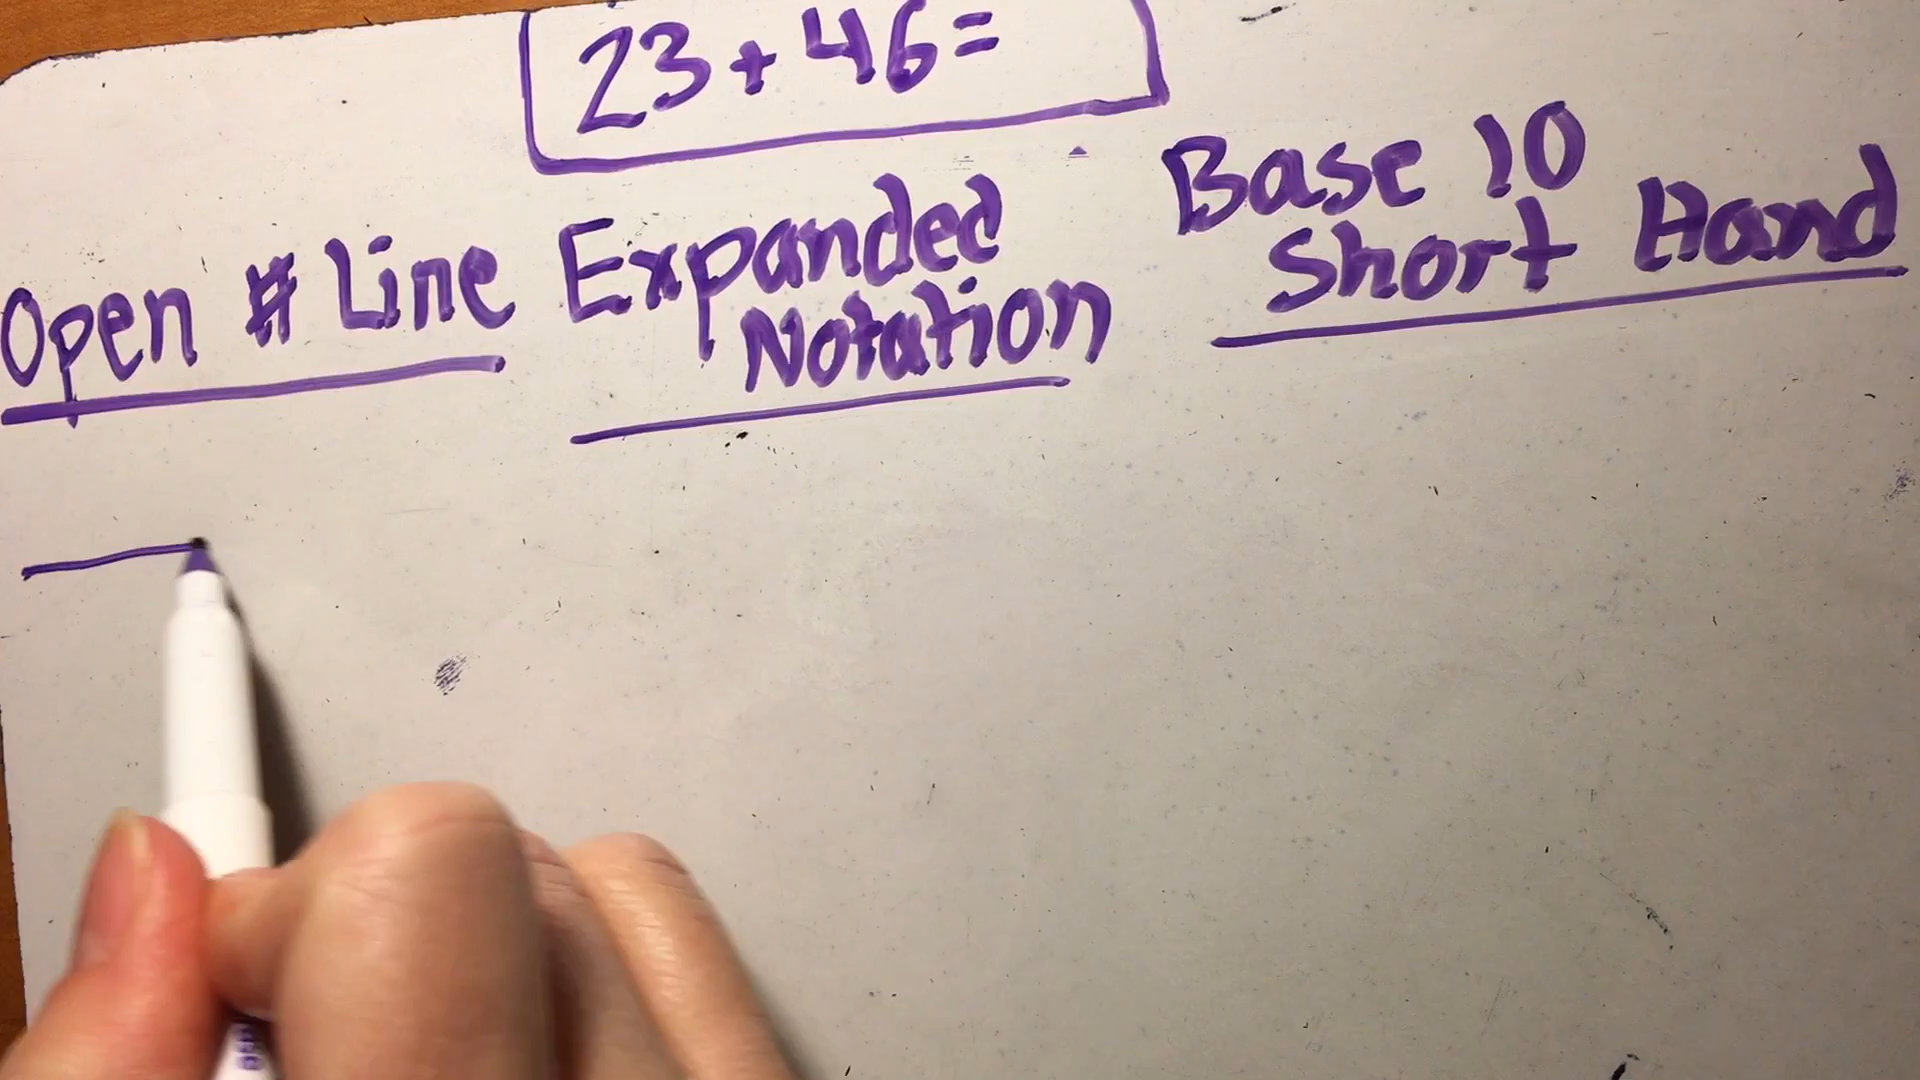 23+46=
Open # Line
Expanded
Notation
Base 10
Short Hand